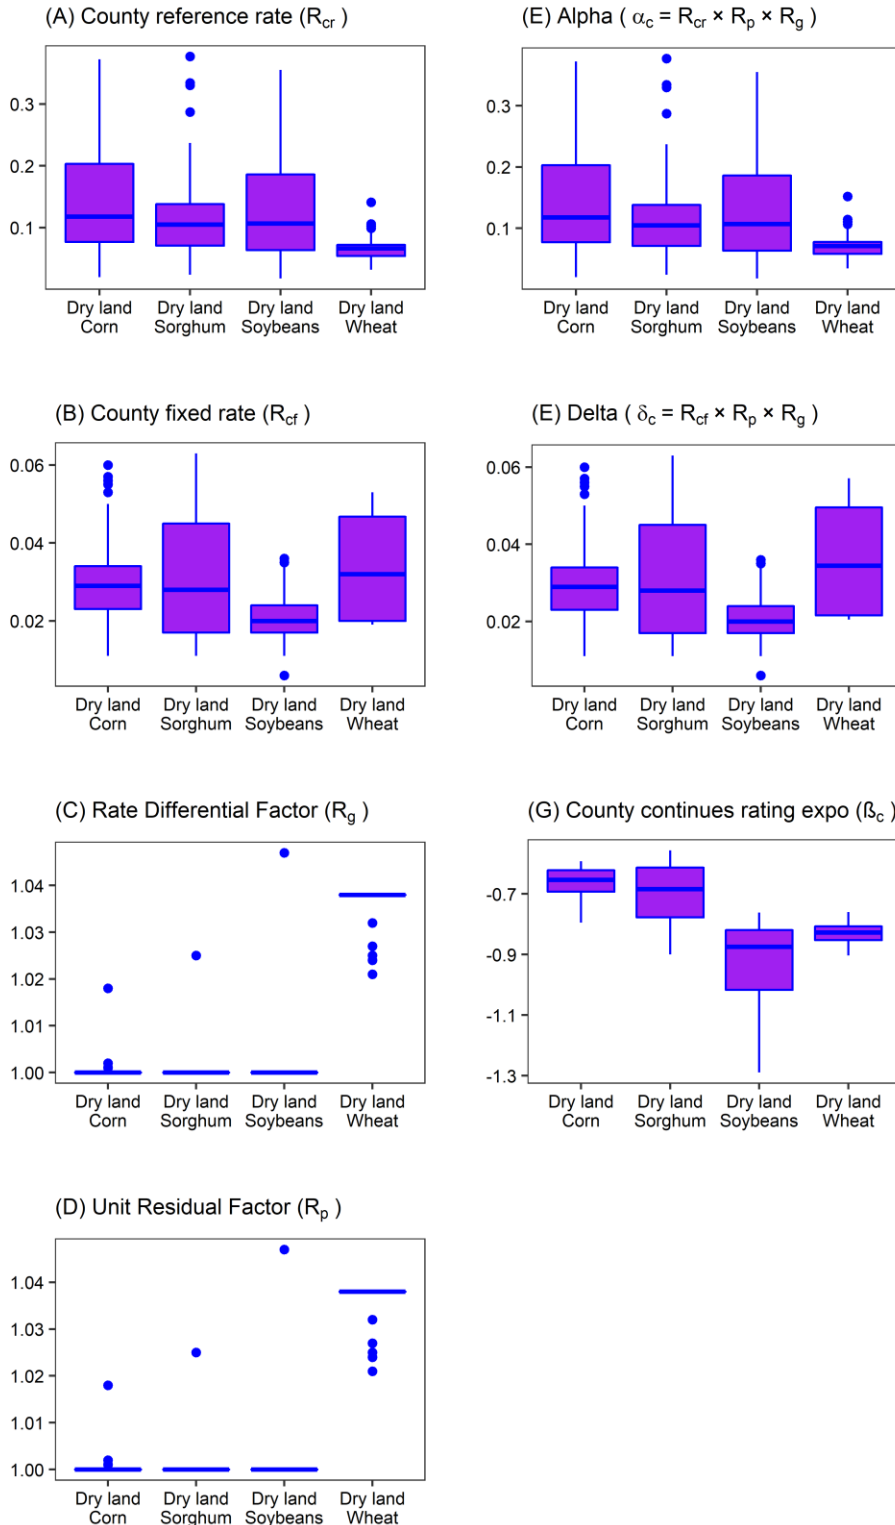 (A) County reference rate (Rcr )
0.3
0.2
0.1
Dry land Corn
Dry land Sorghum
Dry land Soybeans
Dry land Wheat
(E) Alpha ( αc = Rcr × Rp × Rg )
0.3
0.2
0.1
Dry land Corn
Dry land Sorghum
Dry land Soybeans
Dry land Wheat
(B) County fixed rate (Rcf )
0.06
0.04
0.02
Dry land Corn
Dry land Sorghum
Dry land Soybeans
Dry land Wheat
(E) Delta ( δc = Rcf × Rp × Rg )
0.06
0.04
0.02
Dry land Corn
Dry land Sorghum
Dry land Soybeans
Dry land Wheat
(C) Rate Differential Factor (Rg )
1.04
1.03
1.02
1.01
1.00
Dry land Corn
Dry land Sorghum
Dry land Soybeans
Dry land Wheat
(G) County continues rating expo (ßc )
-0.7
-0.9
-1.1
-1.3
Dry land Corn
Dry land Sorghum
Dry land Soybeans
Dry land Wheat
(D) Unit Residual Factor (Rp )
1.04
1.03
1.02
1.01
1.00
Dry land Corn
Dry land Sorghum
Dry land Soybeans
Dry land Wheat